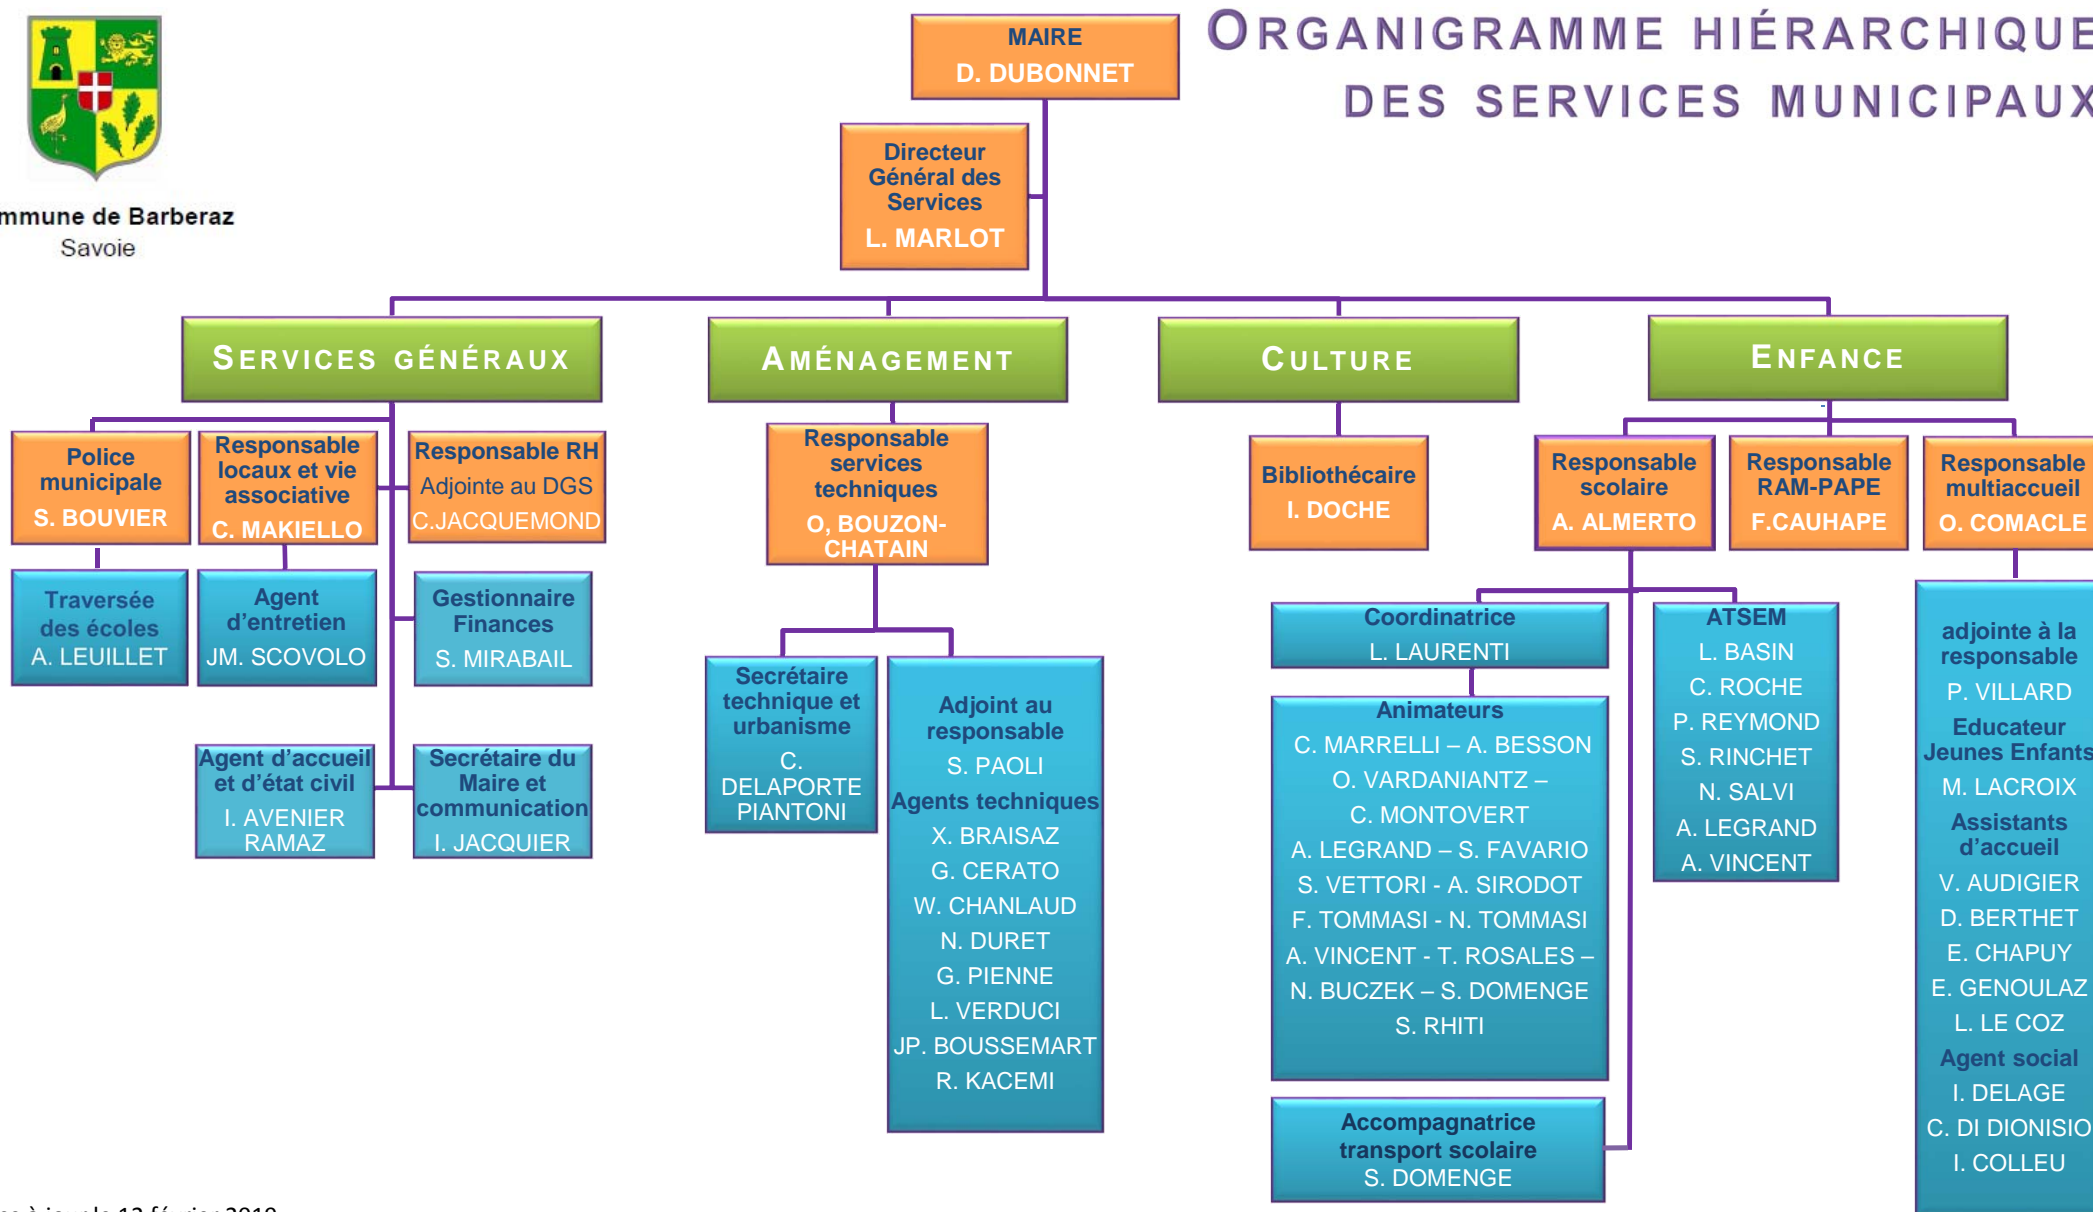 MAIRE
D. DUBONNET
ORGANIGRAMME HIÉRARCHIQUE
DES SERVICES MUNICIPAUX
Directeur
Général des
Services
L. MARLOT
de Barberaz
Savoie
SERVICES GÉNÉRAUX
Police
municipale
S. BOUVIER
Responsable
locaux et vie
associative
C. MAKIELLO
Responsable RH
Adjointe au DGS
C.JACQUEMOND
Traversée
des écoles
A. LEUILLET
Agent
d'entretien
JM. SCOVOLO
Gestionnaire
Finances
S. MIRABAIL
Agent d'accueil
et d'état civil
I. AVENIER
RAMAZ
Secrétaire du
Maire et
communication
I. JACQUIER
AMÉNAGEMENT
Responsable
services
techniques
O, BOUZON-
CHATAIN
Secrétaire
technique et
urbanisme
C.
DELAPORTE
PIANTONI
Adjoint au
responsable
S. PAOLI
Agents techniques
X. BRAISAZ
G. CERATO
W. CHANLAUD
N. DURET
G. PIENNE
L. VERDUCI
JP. BOUSSEMART
R. KACEMI
CULTURE
Bibliothécaire
I. DOCHE
ENFANCE
-
Responsable
scolaire
A. ALMERTO
Responsable
RAM-PAPE
F.CAUHAPE
Responsable
multiaccueil
O. COMACLE
Coordinatrice
L. LAURENTI
Animateurs
C. MARRELLI – A. BESSON
O. VARDANIANTZ –
C. MONTOVERT
A. LEGRAND – S. FAVARIO
S. VETTORI - A. SIRODOT
F. TOMMASI - N. TOMMASI
A. VINCENT - T. ROSALES –
N. BUCZEK – S. DOMENGE
S. RHITI
Accompagnatrice
transport scolaire
S. DOMENGE
ATSEM
L. BASIN
C. ROCHE
P. REYMOND
S. RINCHET
N. SALVI
A. LEGRAND
A. VINCENT
adjointe à la
responsable
P. VILLARD
Educateur
Jeunes Enfants
M. LACROIX
Assistants
d'accueil
V. AUDIGIER
D. BERTHET
E. CHAPUY
E. GENOULAZ
L. LE COZ
Agent social
I. DELAGE
C. DI DIONISIO
I. COLLEU
à jour le 12 février 2019